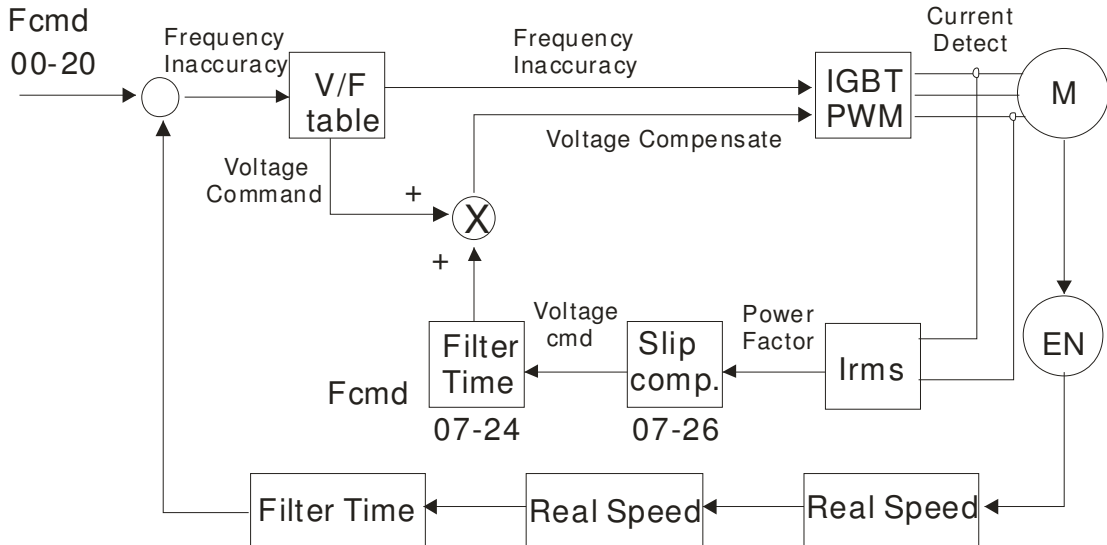 Fcmd
00-20
Frequency
Inaccuracy
V/F
table
Frequency
Inaccuracy
Current
Detect
IGBT
PWM
M
Voltage Compensate
Voltage
Command
+
X
+
Filter
Time
Fcmd
07-24
Voltage
cmd
Slip
comp.
07-26
Power
Factor
Irms
EN
Filter Time
Real Speed
Real Speed